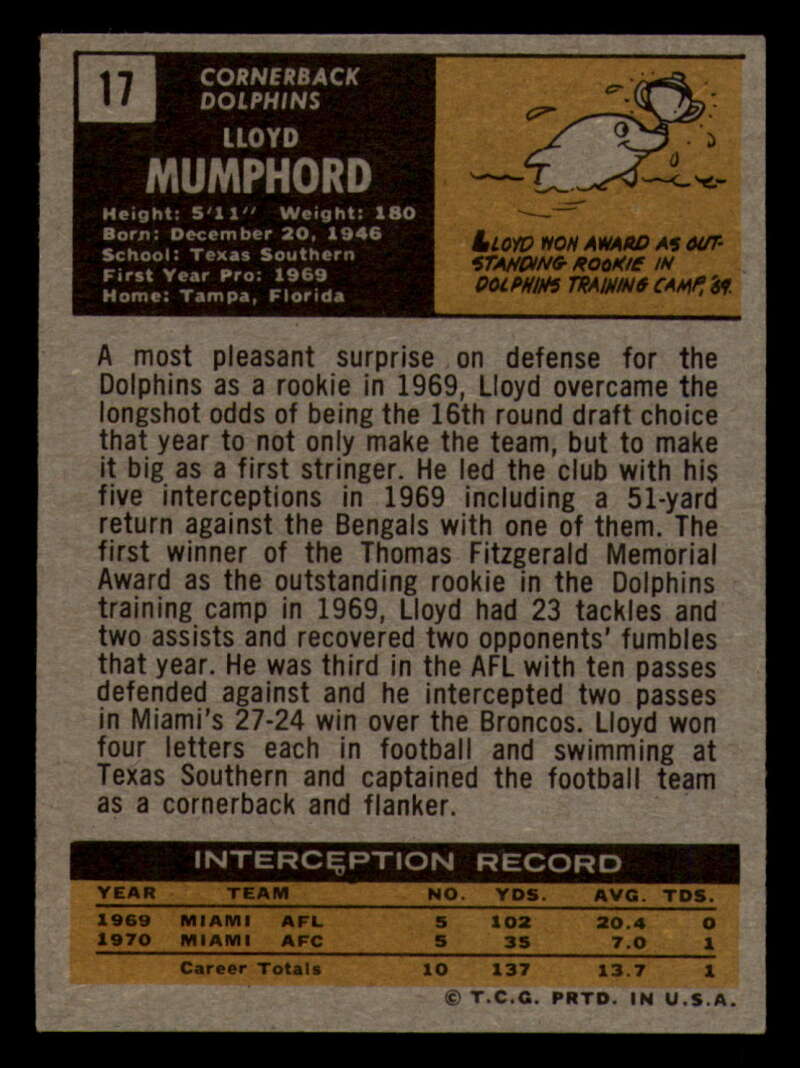 17
CORNERBACK
DOLPHINS
LLOYD
MUMPHORD
Height: 5'11" Weight: 180
Born: December 20, 1946
School: Texas Southern
First Year Pro: 1969
Home: Tampa, Florida
LLOYD WON AWARD AS OUT-
STANDING ROOKIE IN
DOLPHINS TRAINING CAMP, '69.
A most pleasant surprise on defense for the
Dolphins as a rookie in 1969, Lloyd overcame the
longshot odds of being the 16th round draft choice
that year to not only make the team, but to make
it big as a first stringer. He led the club with his
five interceptions in 1969 including a 51-yard
return against the Bengals with one of them. The
first winner of the Thomas Fitzgerald Memorial
Award as the outstanding rookie in the Dolphins
training camp in 1969, Lloyd had 23 tackles and
two assists and recovered two opponents' fumbles
that year. He was third in the AFL with ten passes
defended against and he intercepted two passes
in Miami's 27-24 win over the Broncos. Lloyd won
four letters each in football and swimming at
Texas Southern and captained the football team
as a cornerback and flanker.
INTERCEPTION RECORD
YEAR TEAM NO. YDS. AVG. TDS.
1969 MIAMI AFL 5 102 20.4 0
1970 MIAMI AFC 5 35 7.0 1
Career Totals 10 137 13.7 1
© T.C.G. PRTD. IN U.S.A.